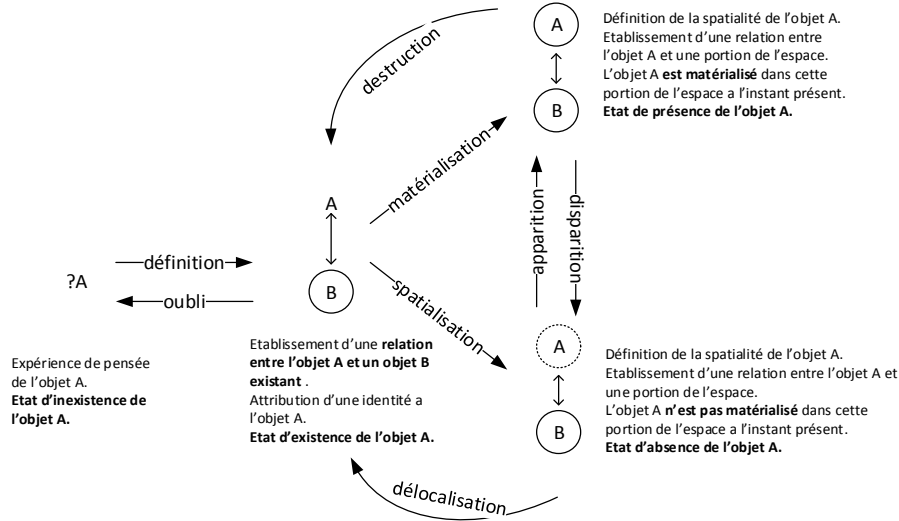 ?A
définition
oubli
Expérience de pensée
de l'objet A.
Etat d'inexistence de
l'objet A.
A
B
Etablissement d'une relation
entre l'objet A et un objet B
existant .
Attribution d'une identité a
l'objet A.
Etat d'existence de l'objet A.
destruction
matérialisation
spatialisation
délocalisation
A
B
Définition de la spatialité de l'objet A.
Etablissement d'une relation entre
l'objet A et une portion de l'espace.
L'objet A est matérialisé dans cette
portion de l'espace a l'instant présent.
Etat de présence de l'objet A.
apparition
disparition
A
B
Définition de la spatialité de l'objet A.
Etablissement d'une relation entre l'objet A et
une portion de l'espace.
L'objet A n'est pas matérialisé dans cette
portion de l'espace a l'instant présent.
Etat d'absence de l'objet A.